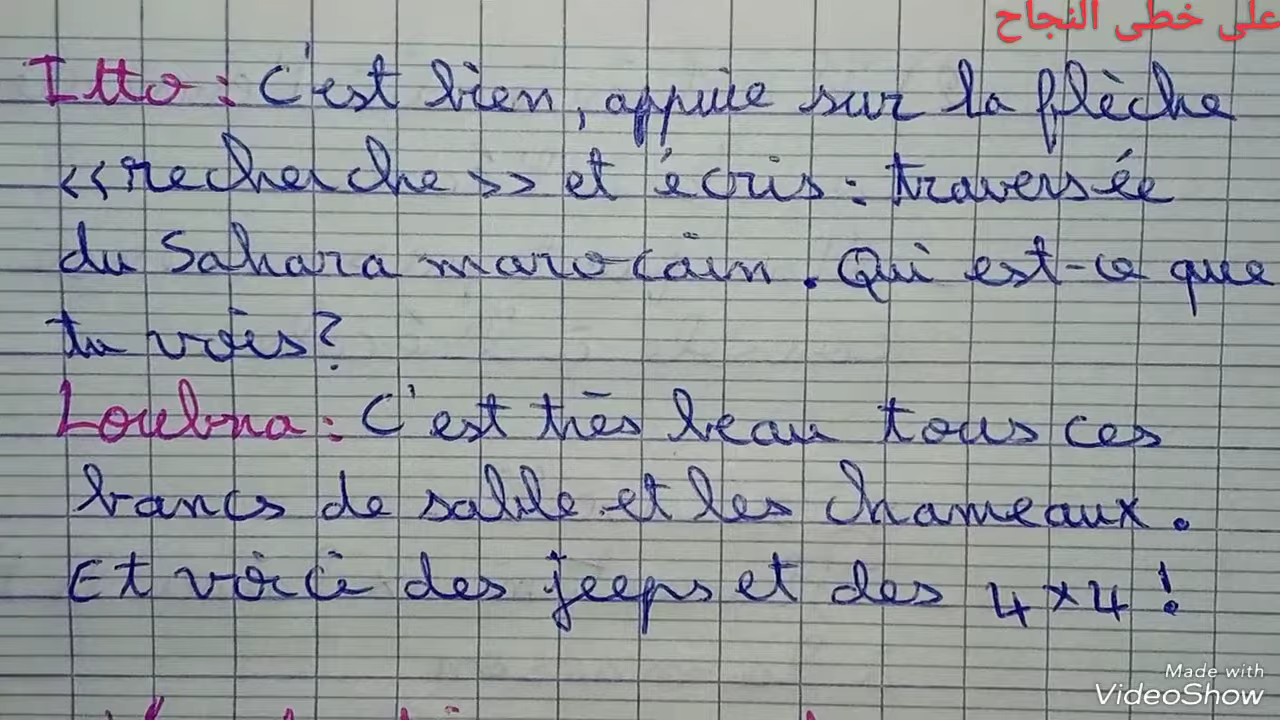 على خطى النجاح
Itto : C'est bien, appuie sur la flèche
<<recherche>> et écris : traversée
du Sahara marocain. Qui est-ce que
tu vois?
Loubna : C'est très beau tous ces
bancs de sable et les chameaux.
Et voici des jeeps et des 4x4 !
Made with
VideoShow